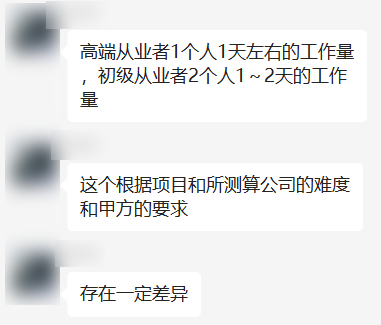 高端从业者1个人1天左右的工作量
，初级从业者2个人1～2天的工作
量
这个根据项目和所测算公司的难度
和甲方的要求
存在一定差异